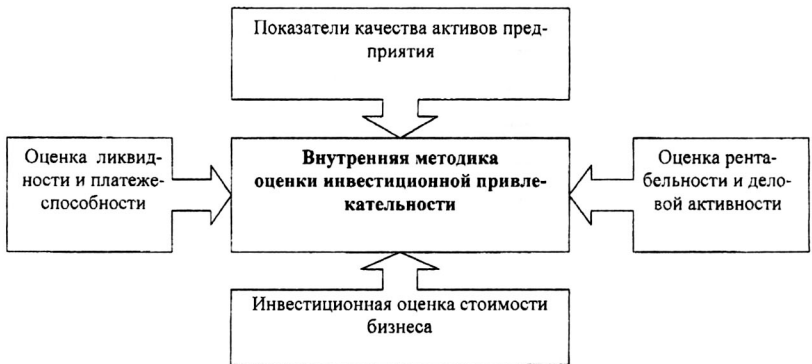 Показатели качества активов пред-
приятия
Оценка ликвид-
ности и платеже-
способности
Внутренняя методика
оценки инвестиционной привле-
кательности
Оценка рента-
бельности и дело-
вой активности
Инвестиционная оценка стоимости
бизнеса